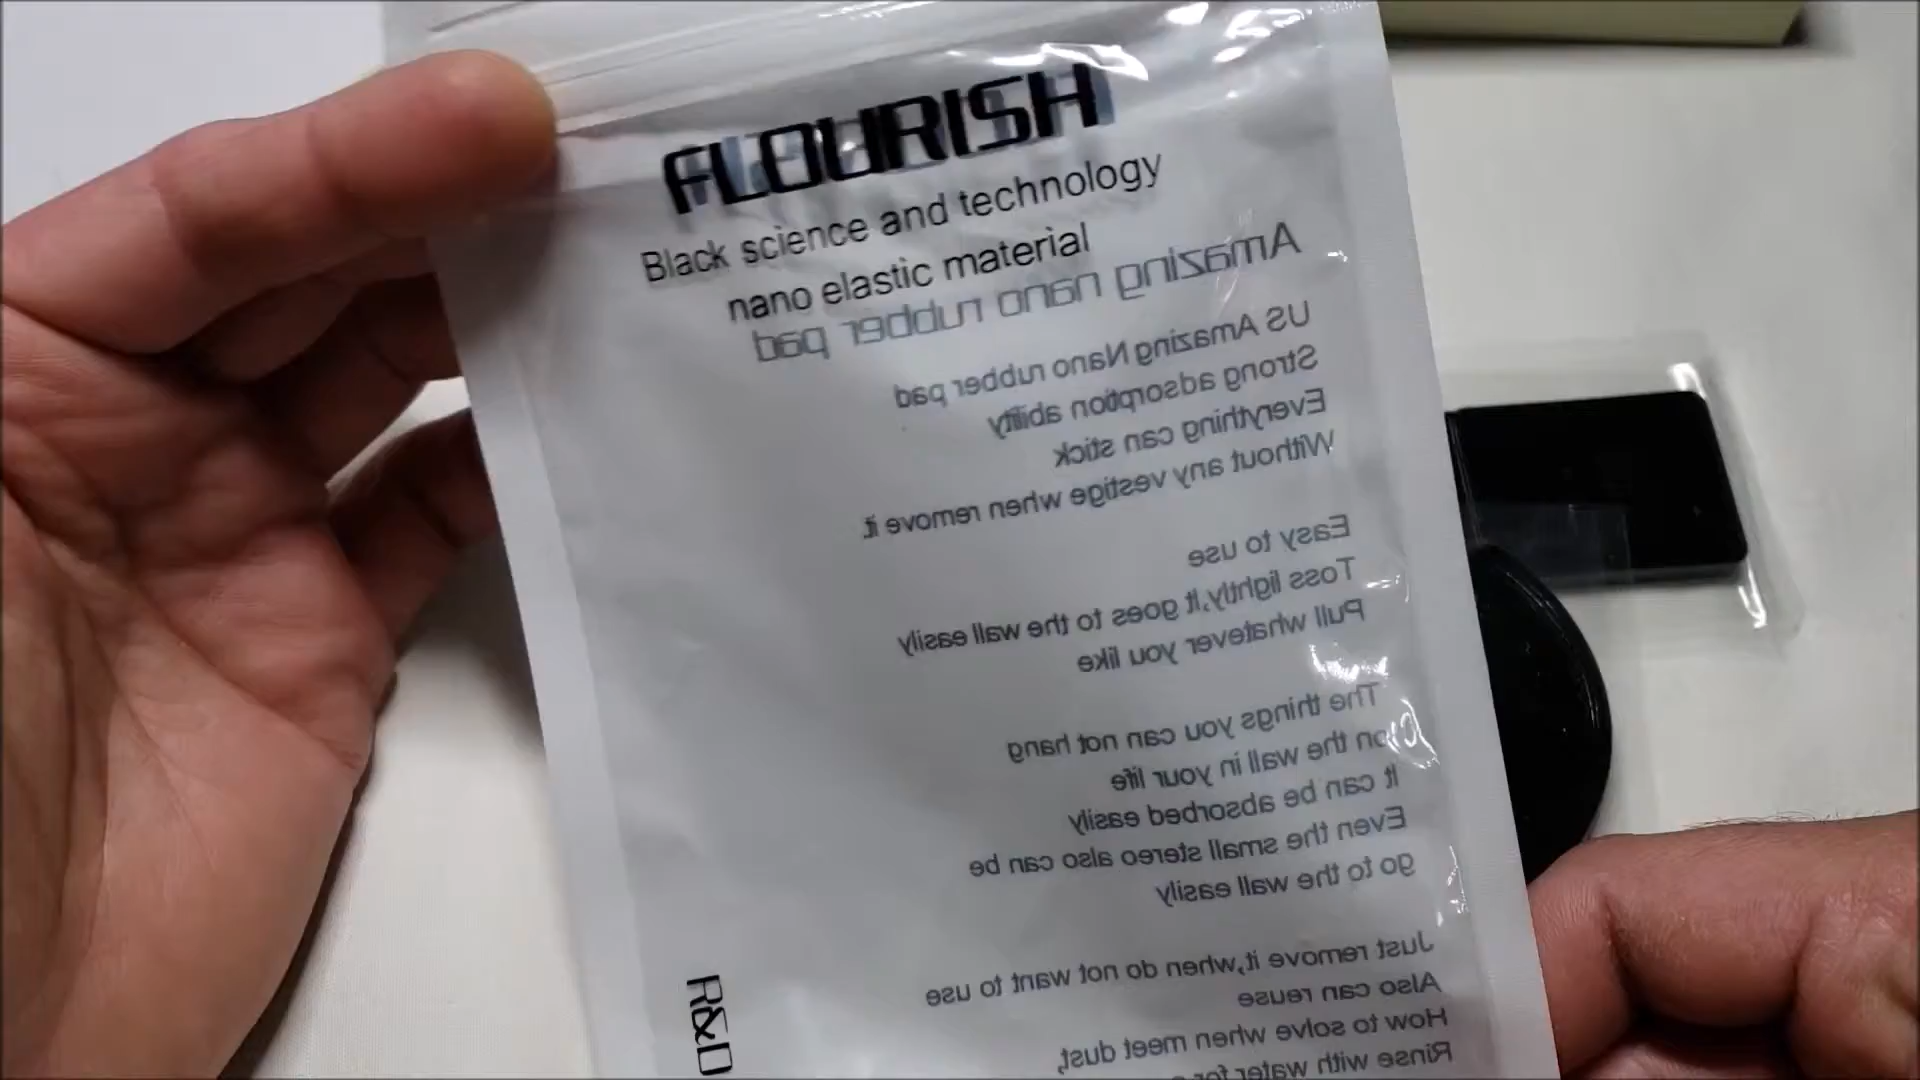 FLOURISH
Black science and technology
nano elastic material
Amazing nano rubber pad
US Amazing Nano rubber pad
Strong adsorption ability
Everything can stick
Without any vestige when remove it
Easy to use
Toss lightly,It goes to the wall easily
Pull whatever you like
The things you can not hang
on the wall in your life
It can be absorbed easily
Even the small stereo also can be
go to the wall easily
Just remove it,when do not want to use
Also can reuse
How to solve when meet dust,
Rinse with water for a
R&D